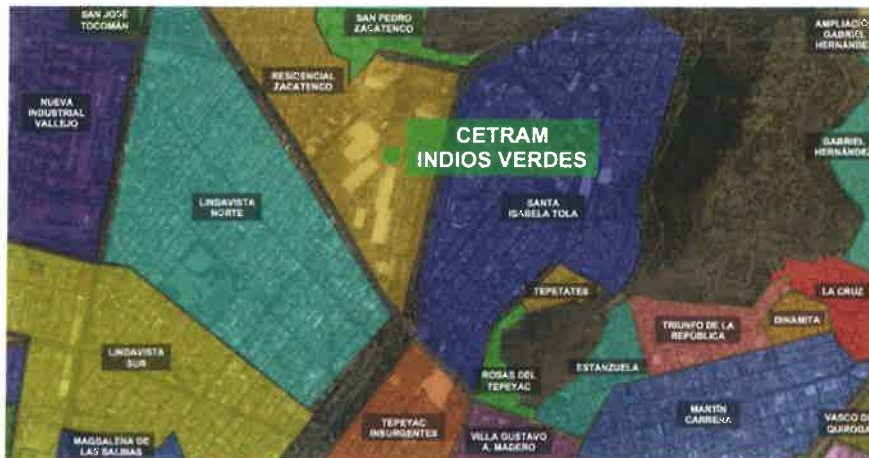 SAN JOSÉ
TOCOMÁN
SAN PEDRO
ZACATENCO
AMPLIACIÓ
GABRIEL
HERNÁNDEZ
RESIDENCIAL
ZACATENCO
NUEVA
INDUSTRIAL
VALLEJO
CETRAM
INDIOS VERDES
GABRIEL
HERNÁNDEZ
LINDAVISTA
NORTE
SANTA
ISABELA TOLA
TEPETATES
LA CRUZ
TRIUNFO DE LA
REPÚBLICA
DINAMITA
LINDAVISTA
SUR
ROSAS DEL
TEPEYAC
ESTANZUELA
MARTÍN
CARRERA
TEPEYAC
INSURGENTES
VILLA GUSTAVO
A. MADERO
VASCO DE
QUIROGA
MAGDALENA DE
LAS SALINAS